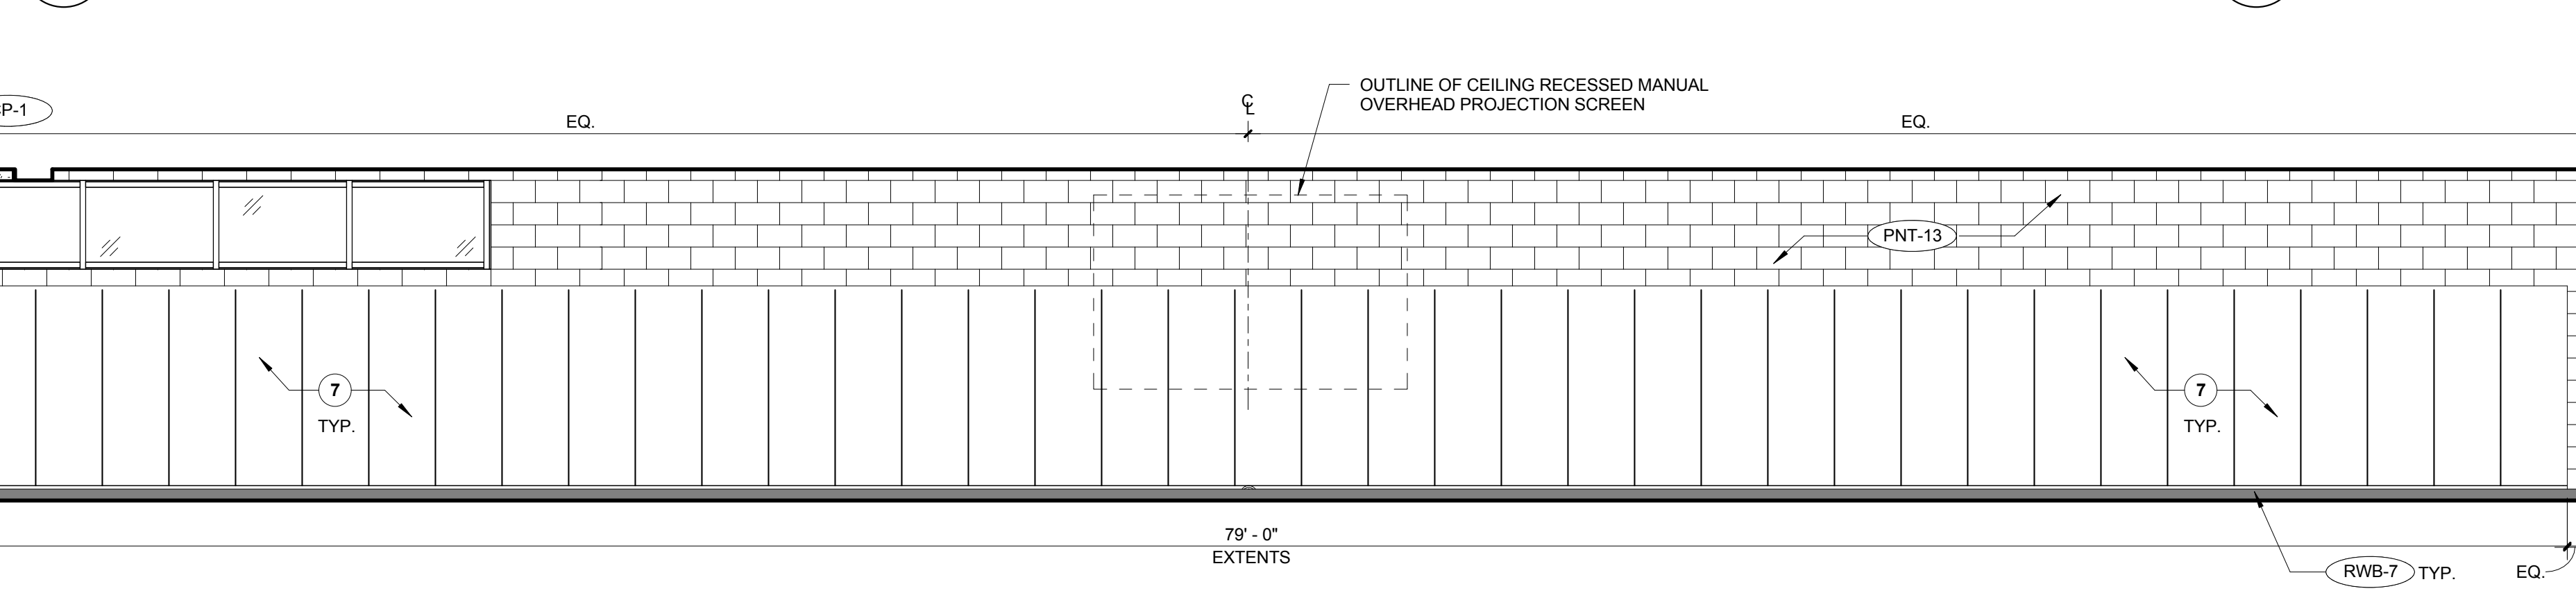 P-1
EQ.
CL
OUTLINE OF CEILING RECESSED MANUAL
OVERHEAD PROJECTION SCREEN
EQ.
PNT-13
7
TYP.
7
TYP.
79' - 0"
EXTENTS
RWB-7 TYP.
EQ.